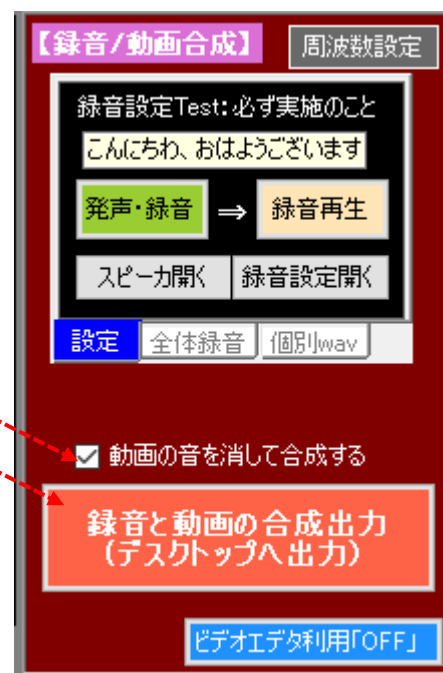 【録音/動画合成】
周波数設定
録音設定Test:必ず実施のこと
こんにちわ、おはようございます
発声・録音 ⇒ 録音再生
スピーカ開く 録音設定開く
設定 全体録音 個別wav
動画の音を消して合成する
録音と動画の合成出力
(デスクトップへ出力)
ビデオエデタ利用「OFF」